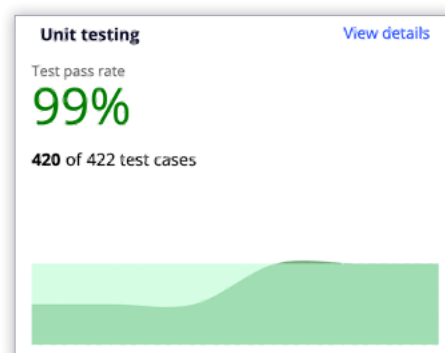 Unit testing
View details
Test pass rate
99%
420 of 422 test cases